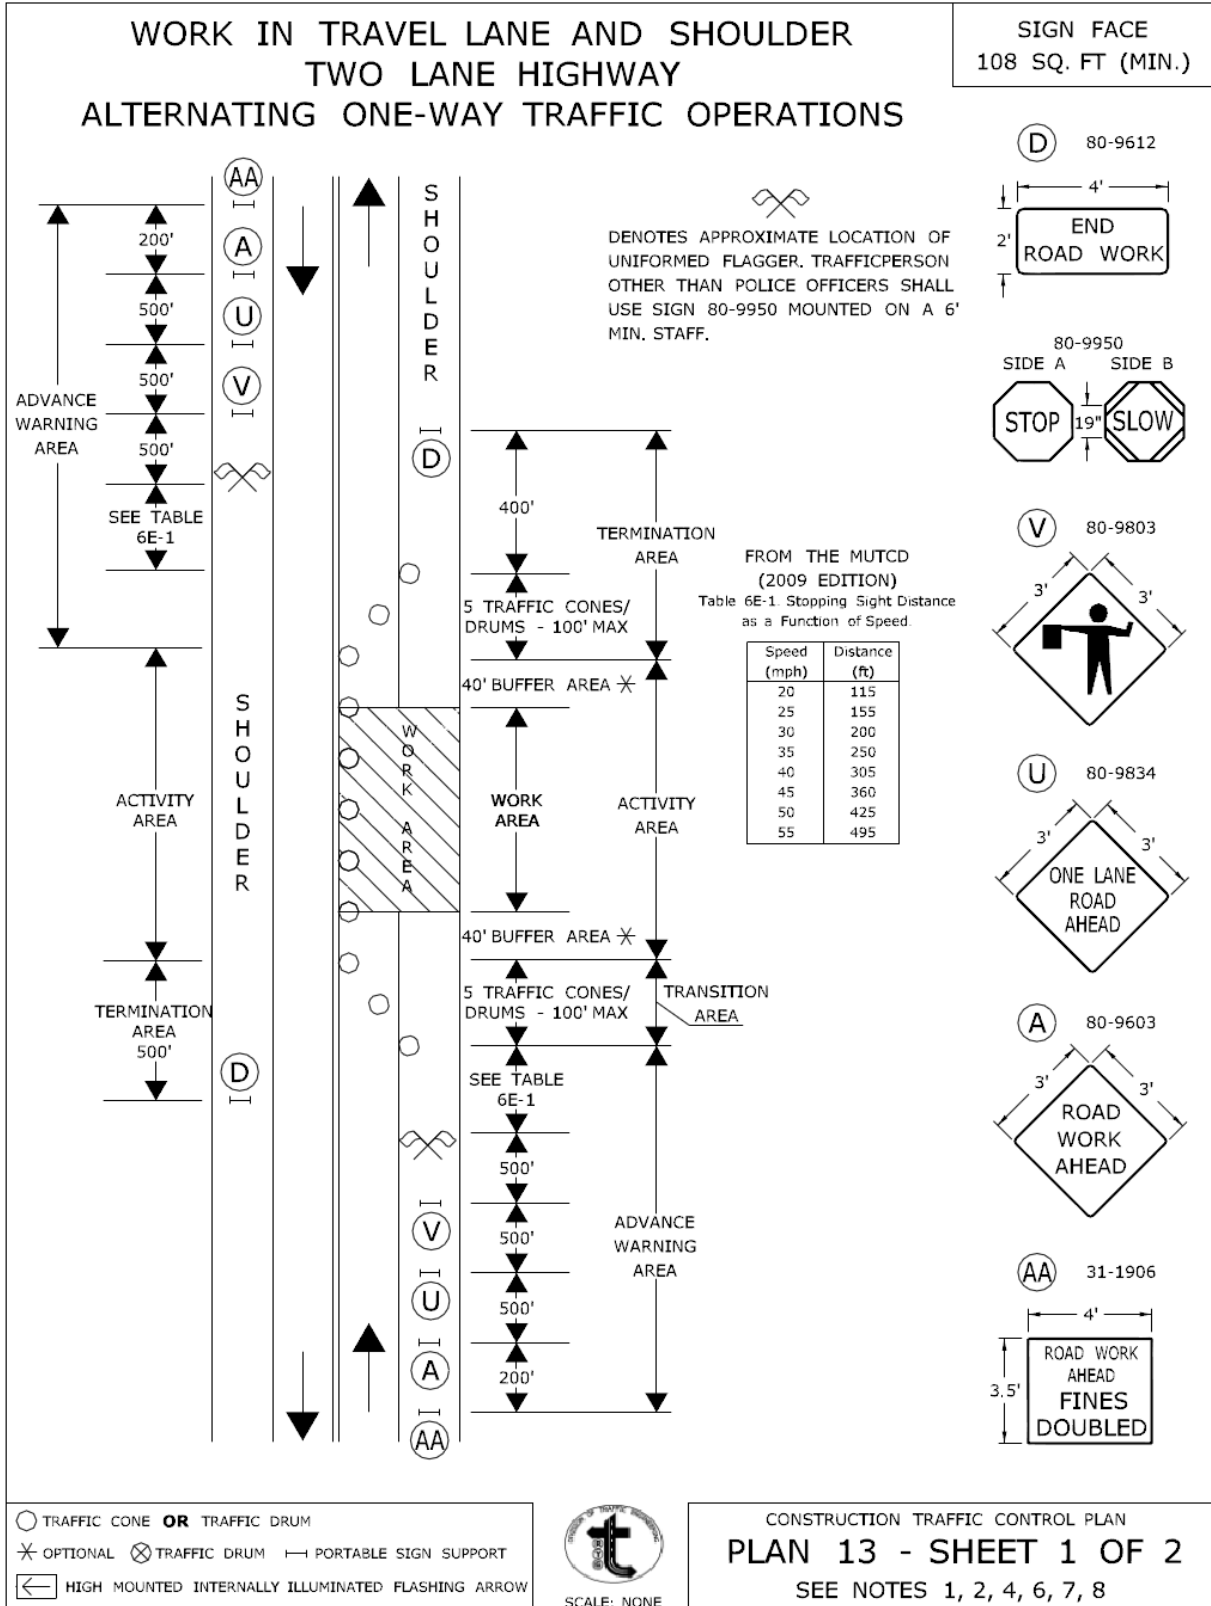 WORK IN TRAVEL LANE AND SHOULDER
TWO LANE HIGHWAY
ALTERNATING ONE-WAY TRAFFIC OPERATIONS
SIGN FACE
108 SQ. FT (MIN.)
AA
200'
A
500'
U
500'
V
500'
ADVANCE
WARNING
AREA
SEE TABLE
6E-1
SHOULDER
ACTIVITY
AREA
TERMINATION
AREA
500'
D
SHOULDER
D
400'
TERMINATION
AREA
5 TRAFFIC CONES/
DRUMS - 100' MAX
40' BUFFER AREA *
WORK AREA
WORK
AREA
ACTIVITY
AREA
40' BUFFER AREA *
5 TRAFFIC CONES/
DRUMS - 100' MAX
TRANSITION
AREA
SEE TABLE
6E-1
500'
V
500'
U
500'
A
200'
AA
ADVANCE
WARNING
AREA
DENOTES APPROXIMATE LOCATION OF
UNIFORMED FLAGGER. TRAFFICPERSON
OTHER THAN POLICE OFFICERS SHALL
USE SIGN 80-9950 MOUNTED ON A 6'
MIN. STAFF.
FROM THE MUTCD
(2009 EDITION)
Table 6E-1. Stopping Sight Distance
as a Function of Speed.
Speed (mph) Distance (ft)
20 115
25 155
30 200
35 250
40 305
45 360
50 425
55 495
D 80-9612
4'
2'
END
ROAD WORK
80-9950
SIDE A SIDE B
STOP 19" SLOW
V 80-9803
3' 3'
U 80-9834
3' 3'
ONE LANE
ROAD
AHEAD
A 80-9603
3' 3'
ROAD
WORK
AHEAD
AA 31-1906
4'
3.5'
ROAD WORK
AHEAD
FINES
DOUBLED
TRAFFIC CONE OR TRAFFIC DRUM
* OPTIONAL TRAFFIC DRUM PORTABLE SIGN SUPPORT
HIGH MOUNTED INTERNALLY ILLUMINATED FLASHING ARROW
SCALE: NONE
CONSTRUCTION TRAFFIC CONTROL PLAN
PLAN 13 - SHEET 1 OF 2
SEE NOTES 1, 2, 4, 6, 7, 8